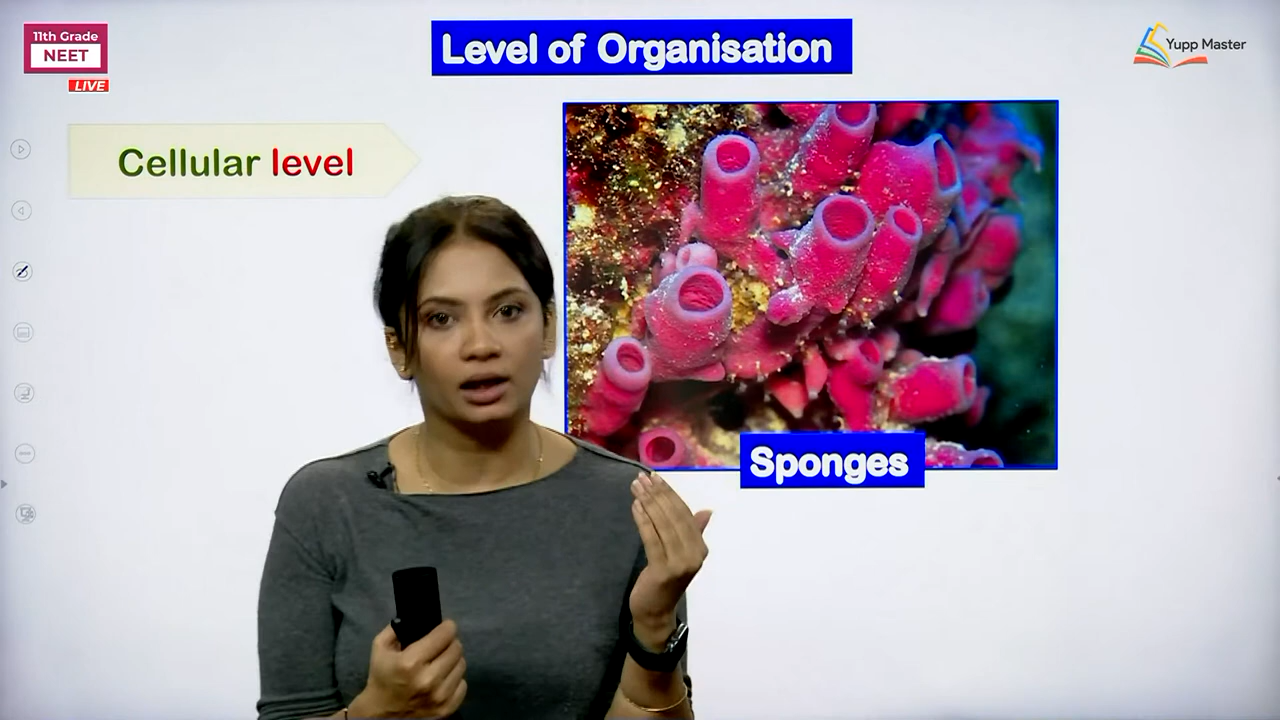 11th Grade
NEET
LIVE
Level of Organisation
Yupp Master
Cellular level
Sponges